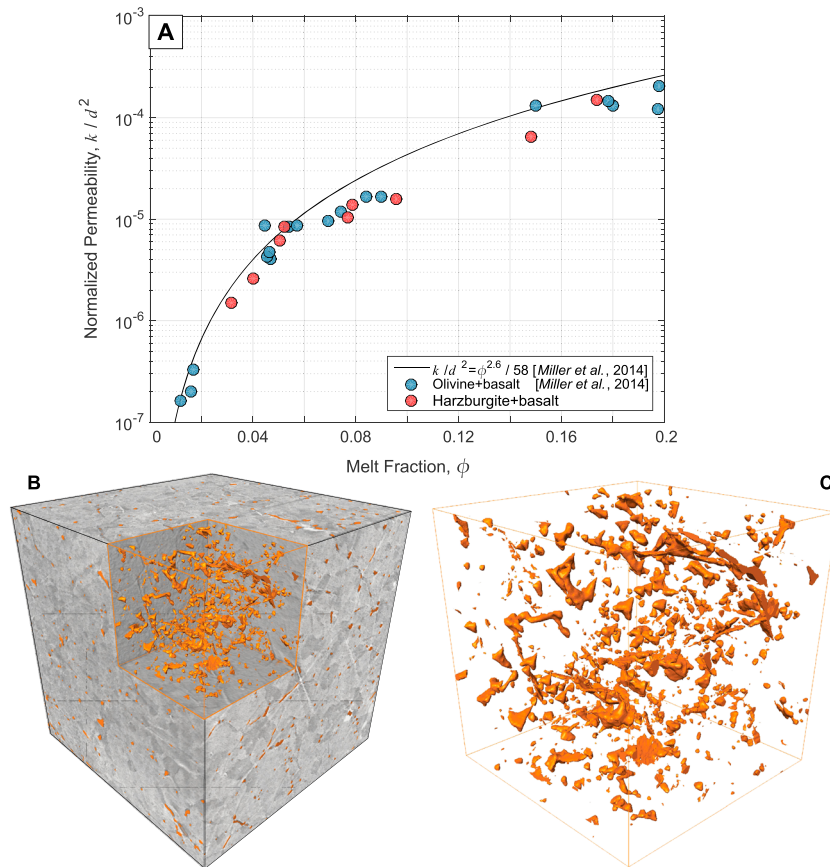 A
10^-3
10^-4
10^-5
10^-6
10^-7
Normalized Permeability, k / d^2
0 0.04 0.08 0.12 0.16 0.2
Melt Fraction, ϕ
k /d^2=ϕ^2.6 / 58 [Miller et al., 2014]
Olivine+basalt [Miller et al., 2014]
Harzburgite+basalt
B
C